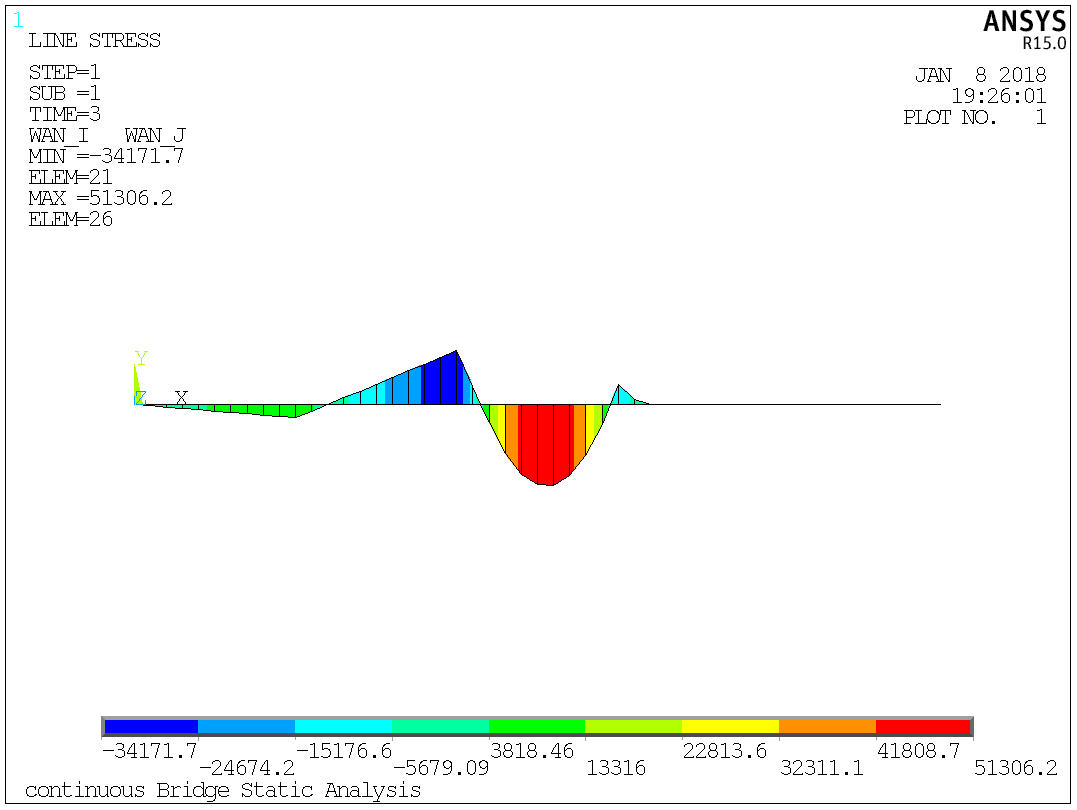 1
ANSYS
R15.0
LINE STRESS
STEP=1
SUB =1
TIME=3
WAN_I WAN_J
MIN =-34171.7
ELEM=21
MAX =51306.2
ELEM=26
JAN 8 2018
19:26:01
PLOT NO. 1
Y
Z X
-34171.7 -15176.6 3818.46 22813.6 41808.7
-24674.2 -5679.09 13316 32311.1 51306.2
continuous Bridge Static Analysis